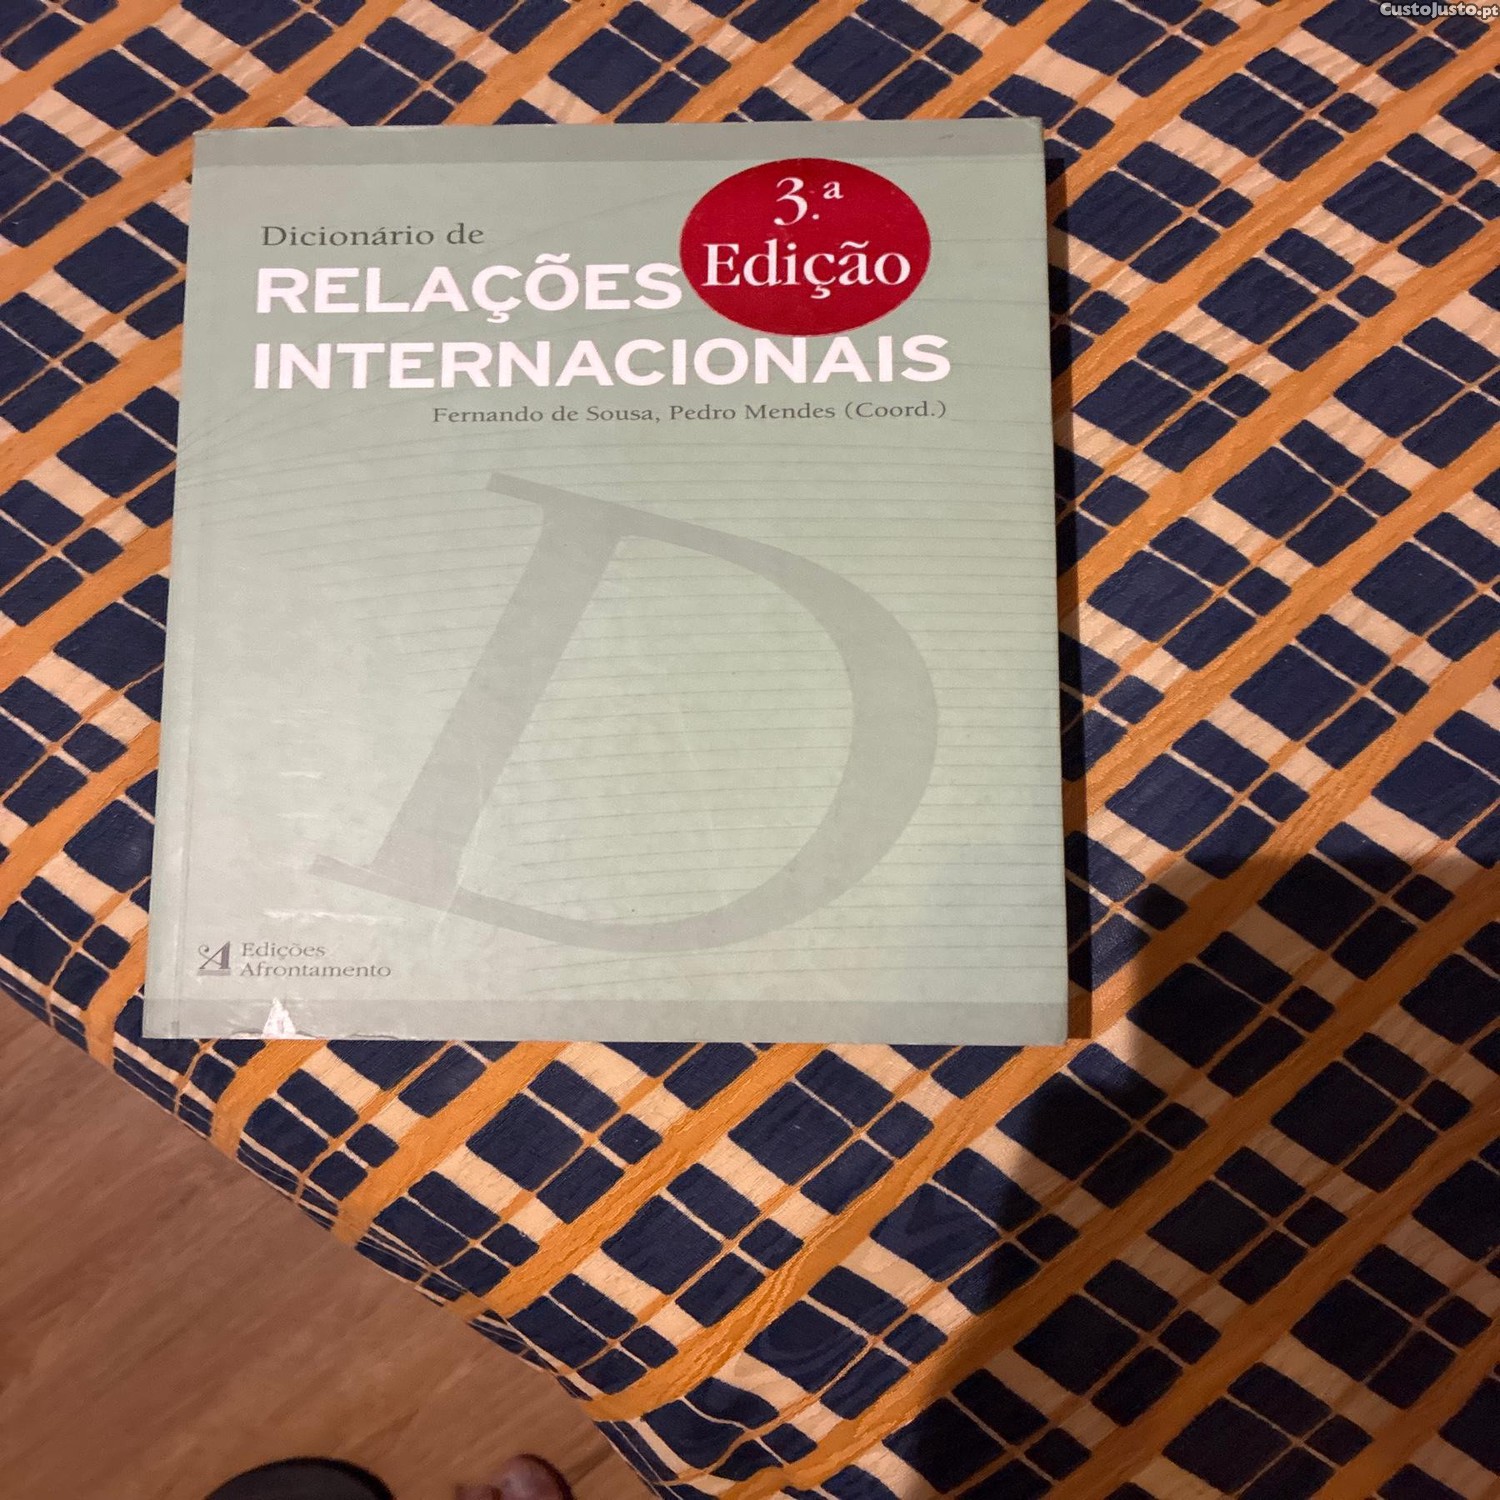 CustoJusto.pt
3.ª
Edição
Dicionário de
RELAÇÕES
INTERNACIONAIS
Fernando de Sousa, Pedro Mendes (Coord.)
D
A Edições
Afrontamento